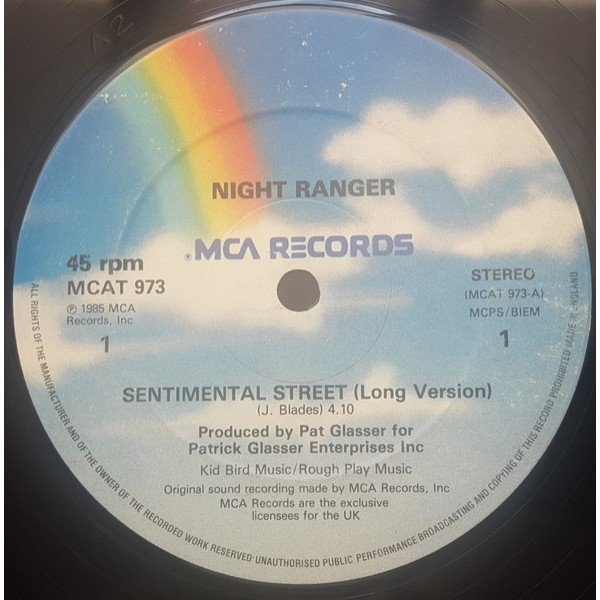 NIGHT RANGER
® MCA RECORDS
45 rpm
MCAT 973
℗ 1985 MCA
Records, Inc
1
STEREO
(MCAT 973-A)
MCPS/BIEM
1
SENTIMENTAL STREET (Long Version)
(J. Blades) 4.10
Produced by Pat Glasser for
Patrick Glasser Enterprises Inc
Kid Bird Music/Rough Play Music
Original sound recording made by MCA Records, Inc
MCA Records are the exclusive
licensees for the UK
ALL RIGHTS OF THE MANUFACTURER AND OF THE OWNER OF THE RECORDED WORK RESERVED UNAUTHORISED PUBLIC PERFORMANCE BROADCASTING AND COPYING OF THIS RECORD PROHIBITED MADE IN ENGLAND